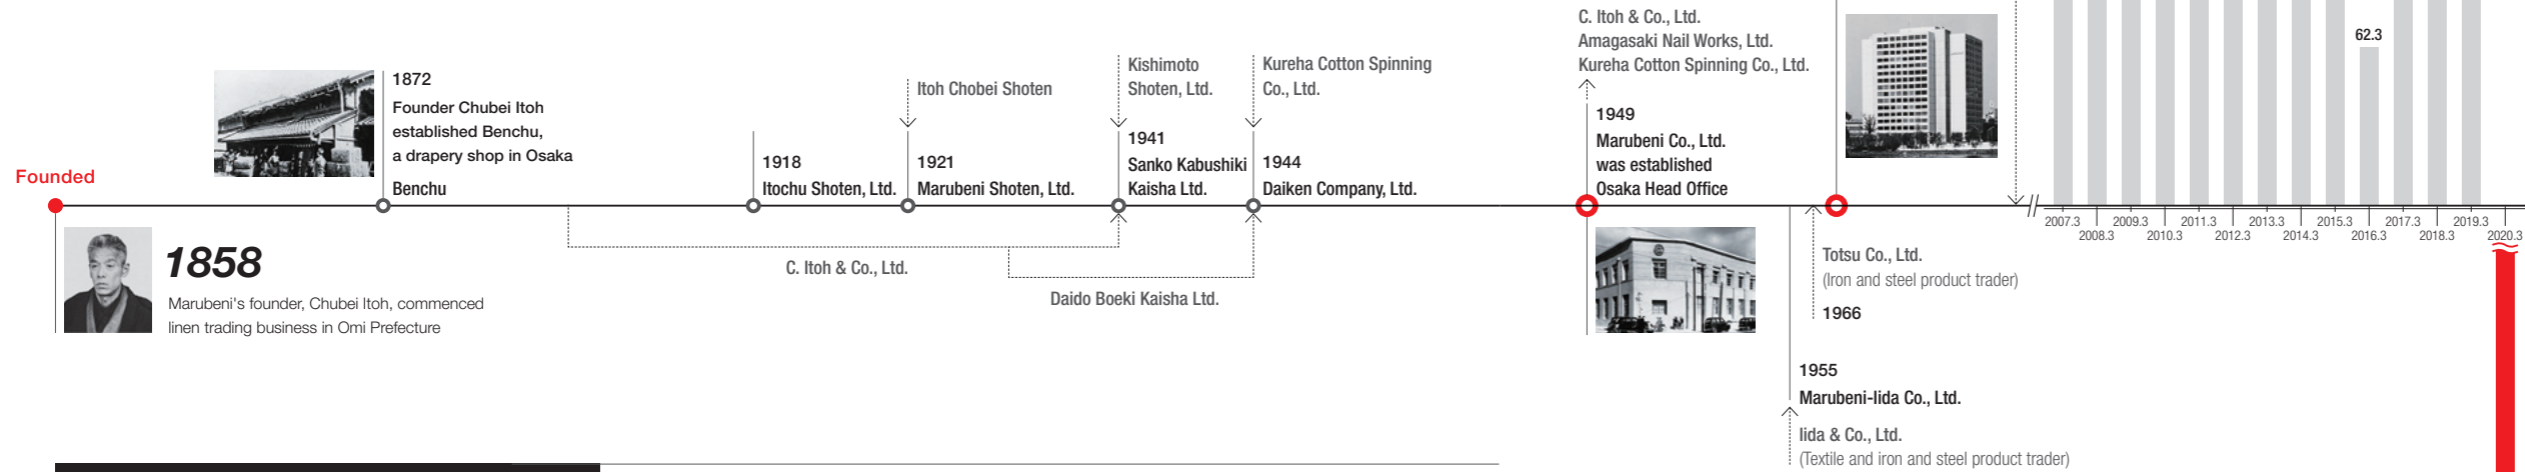 Founded
1858
Marubeni's founder, Chubei Itoh, commenced
linen trading business in Omi Prefecture
1872
Founder Chubei Itoh
established Benchu,
a drapery shop in Osaka
Benchu
1918
Itochu Shoten, Ltd.
Itoh Chobei Shoten
1921
Marubeni Shoten, Ltd.
C. Itoh & Co., Ltd.
Kishimoto
Shoten, Ltd.
1941
Sanko Kabushiki
Kaisha Ltd.
Daido Boeki Kaisha Ltd.
Kureha Cotton Spinning
Co., Ltd.
1944
Daiken Company, Ltd.
C. Itoh & Co., Ltd.
Amagasaki Nail Works, Ltd.
Kureha Cotton Spinning Co., Ltd.
1949
Marubeni Co., Ltd.
was established
Osaka Head Office
Totsu Co., Ltd.
(Iron and steel product trader)
1966
1955
Marubeni-Iida Co., Ltd.
Iida & Co., Ltd.
(Textile and iron and steel product trader)
62.3
2007.3 2009.3 2011.3 2013.3 2015.3 2017.3 2019.3
2008.3 2010.3 2012.3 2014.3 2016.3 2018.3 2020.3